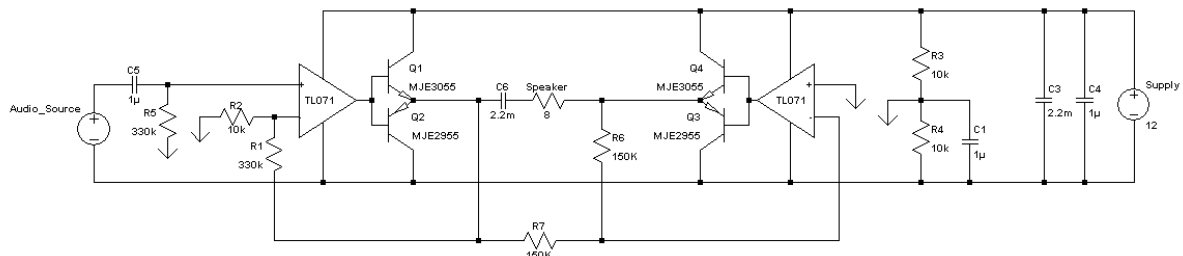 Audio_Source
+
-
C5
1µ
R5
330k
R2
10k
R1
330k
+
-
TL071
Q1
MJE3055
Q2
MJE2955
C6
2.2m
Speaker
8
R6
150K
R7
150K
Q4
MJE3055
Q3
MJE2955
TL071
+
-
R3
10k
R4
10k
C1
1µ
C3
2.2m
C4
1µ
Supply
+
-
12